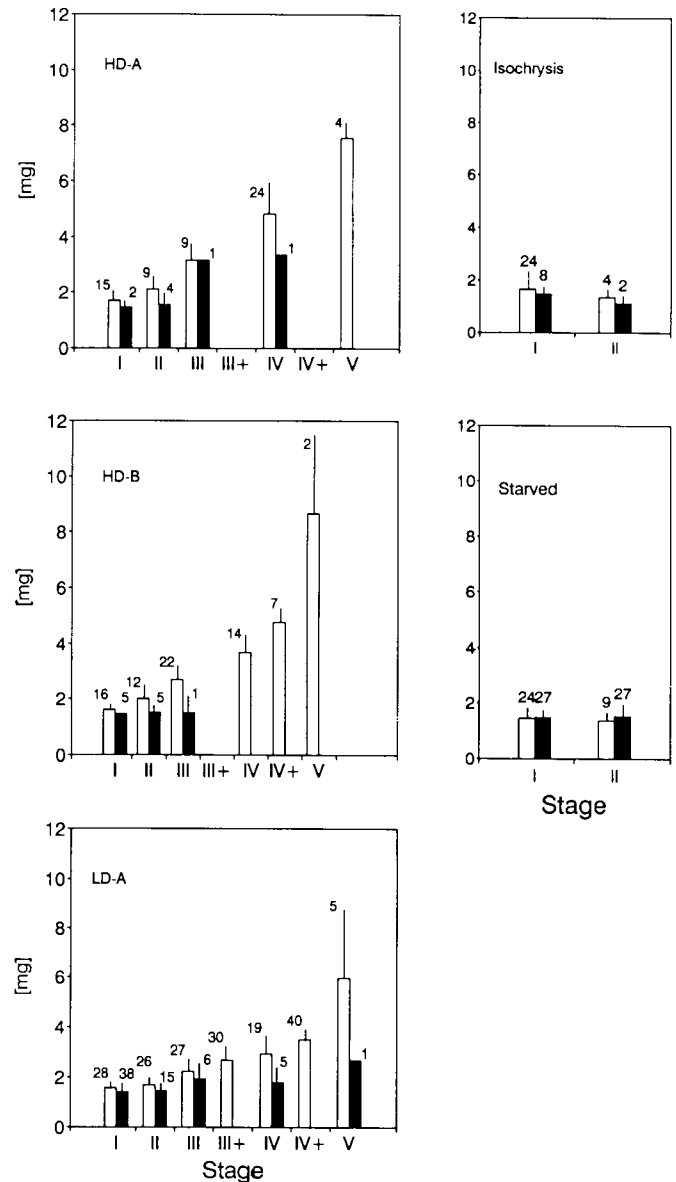 12
10
8
6
4
2
0
[mg]
HD-A
15 2 9 4 9 1 24 1 4
I II III III+ IV IV+ V
12
10
8
6
4
2
0
Isochrysis
24 8 4 2
I II
12
10
8
6
4
2
0
[mg]
HD-B
16 5 12 5 22 1 14 7 2
I II III III+ IV IV+ V
12
10
8
6
4
2
0
Starved
24 27 9 27
I II
Stage
12
10
8
6
4
2
0
[mg]
LD-A
28 38 26 15 27 6 30 19 5 40 5 1
I II III III+ IV IV+ V
Stage